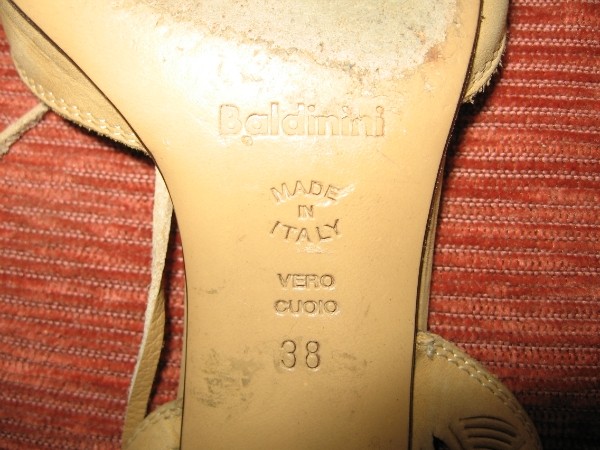 Baldinini
MADE
IN
ITALY
VERO
CUOIO
38